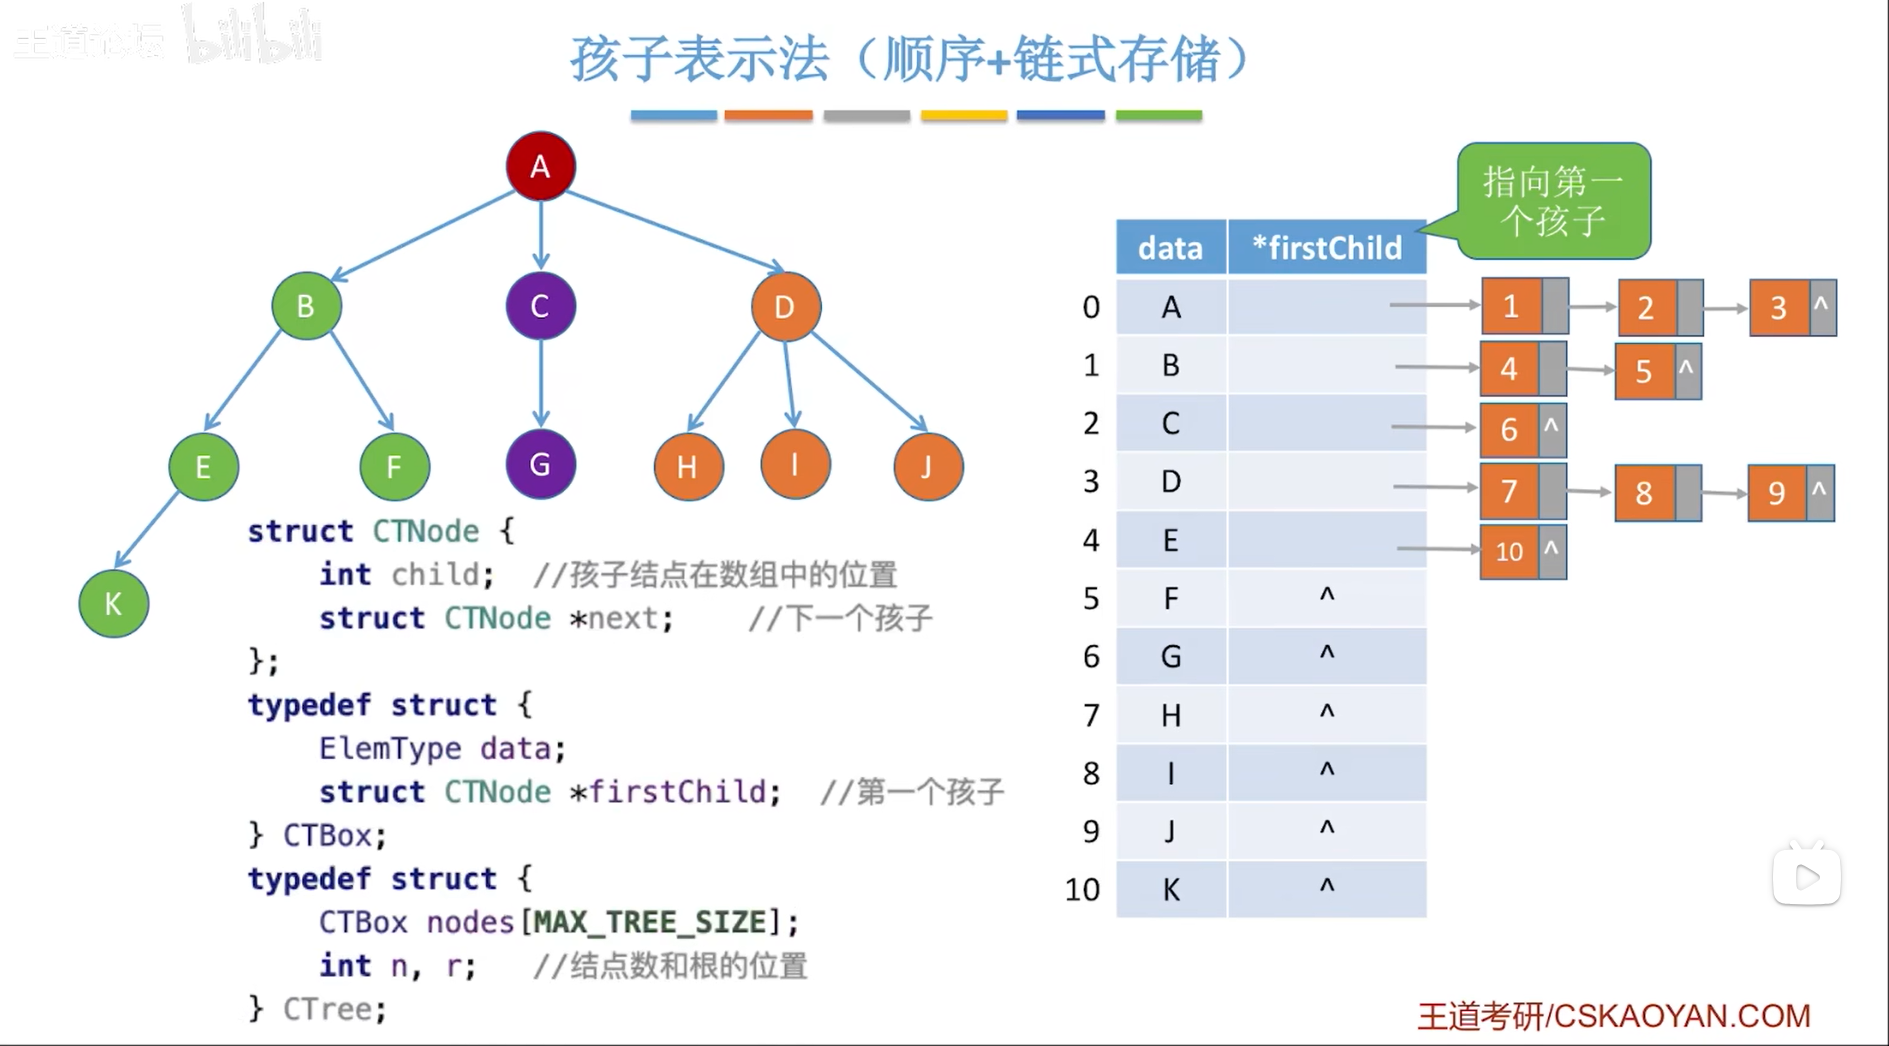 王道论坛 bilibili
孩子表示法（顺序+链式存储）
A
B C D
E F G H I J
K
struct CTNode {
int child; //孩子结点在数组中的位置
struct CTNode *next; //下一个孩子
};
typedef struct {
ElemType data;
struct CTNode *firstChild; //第一个孩子
} CTBox;
typedef struct {
CTBox nodes[MAX_TREE_SIZE];
int n, r; //结点数和根的位置
} CTree;
指向第一
个孩子
data *firstChild
0 A 1 2 3 ^
1 B 4 5 ^
2 C 6 ^
3 D 7 8 9 ^
4 E 10 ^
5 F ^
6 G ^
7 H ^
8 I ^
9 J ^
10 K ^
王道考研/CSKAOYAN.COM